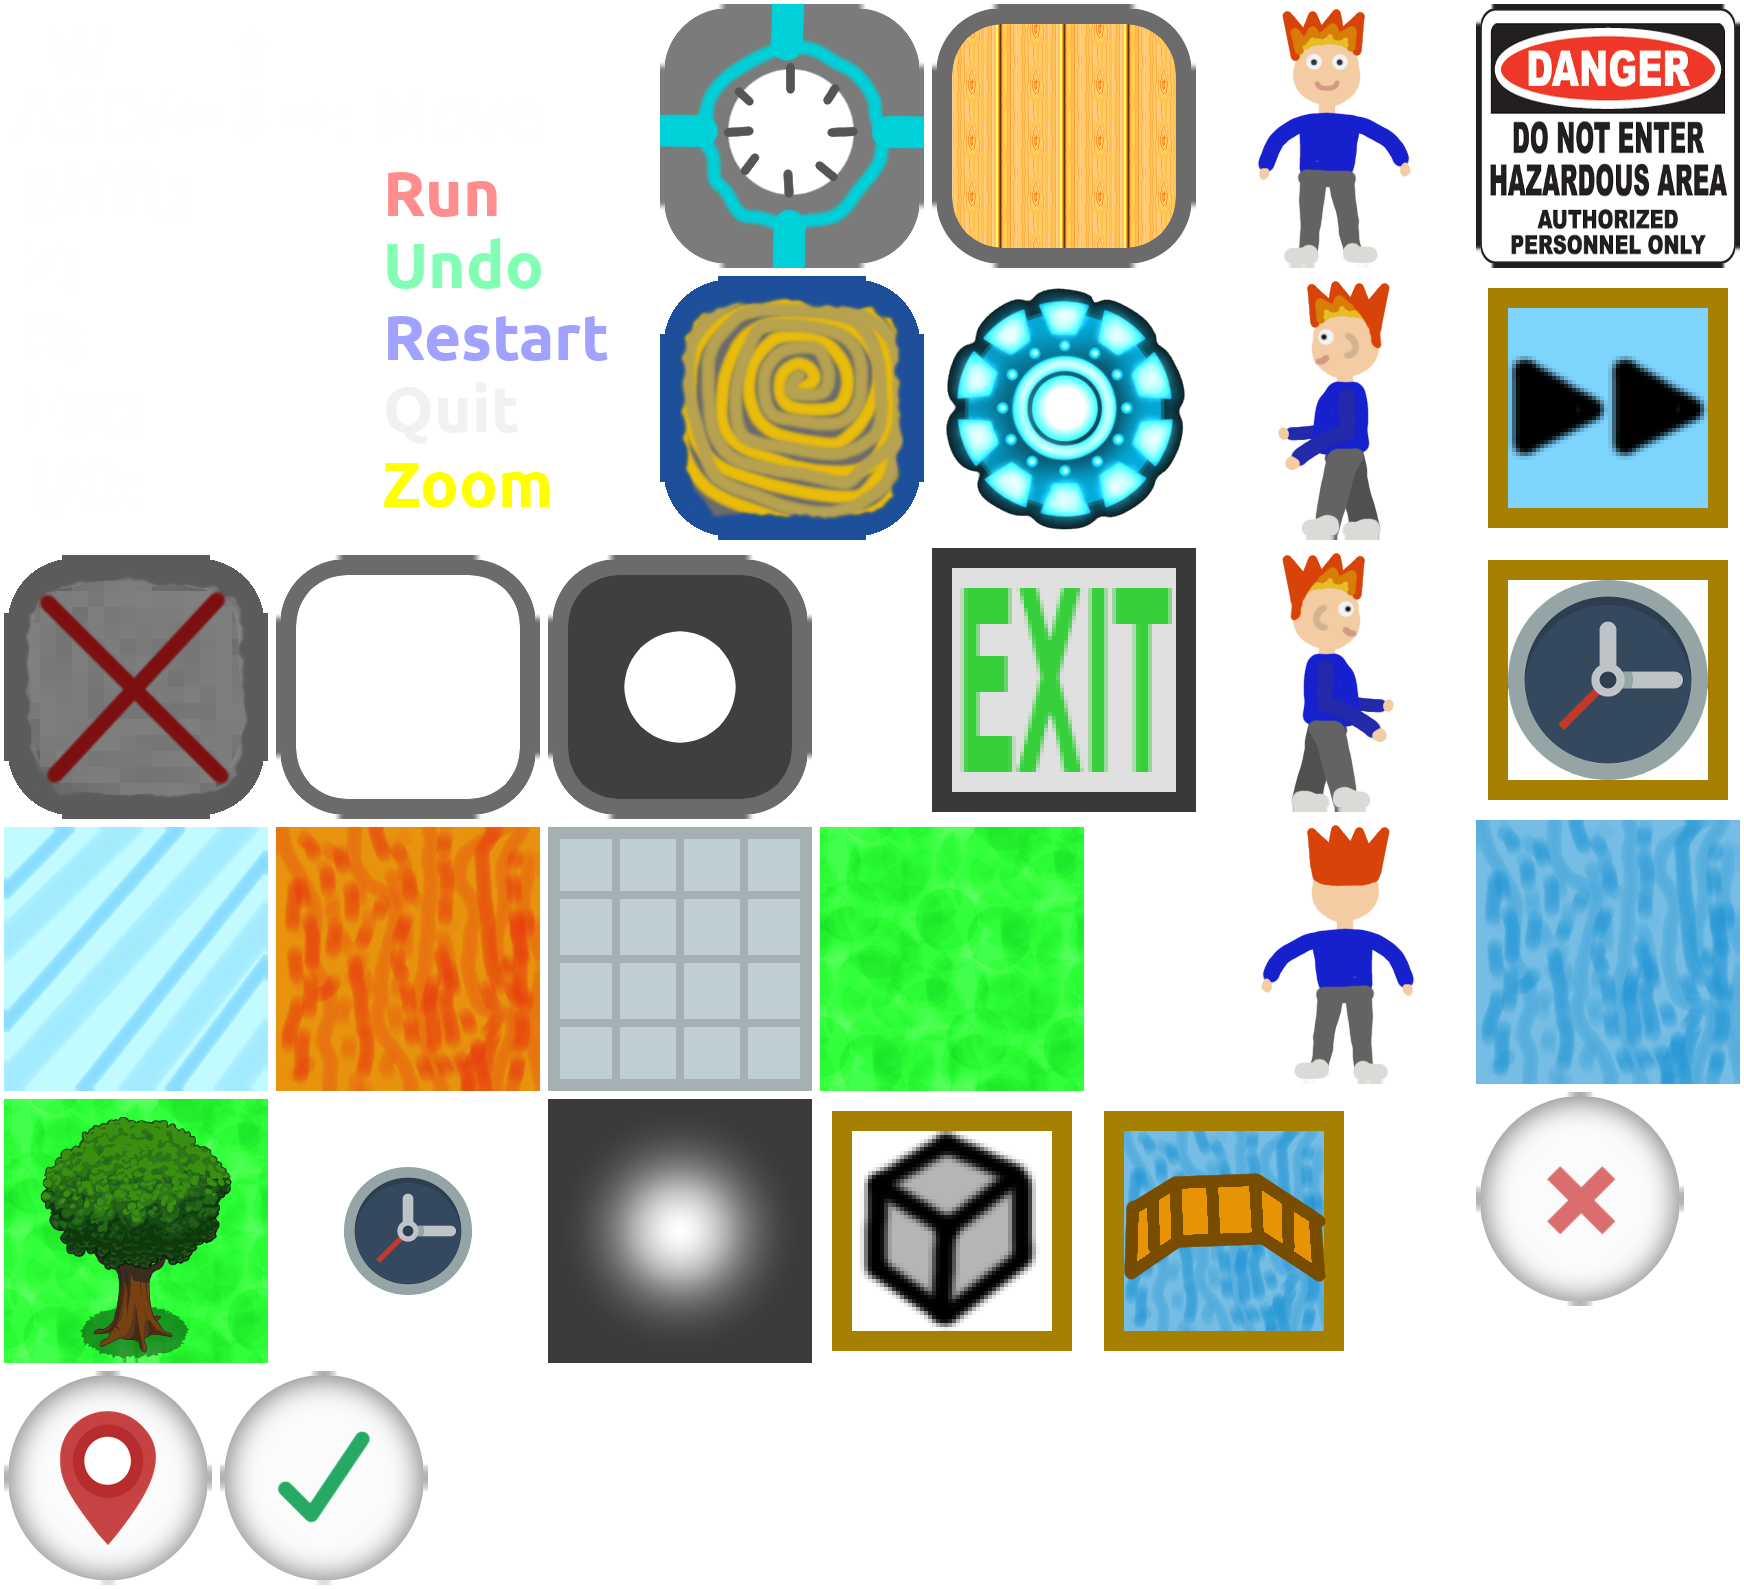 Run
Undo
Restart
Quit
Zoom
DANGER
DO NOT ENTER
HAZARDOUS AREA
AUTHORIZED
PERSONNEL ONLY
EXIT